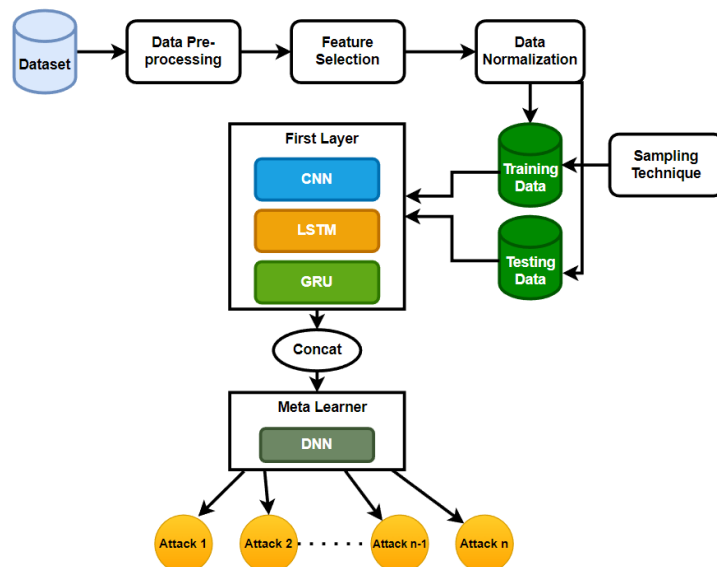 Dataset
Data Pre-
processing
Feature
Selection
Data
Normalization
First Layer
CNN
LSTM
GRU
Training
Data
Sampling
Technique
Testing
Data
Concat
Meta Learner
DNN
Attack 1
Attack 2
Attack n-1
Attack n